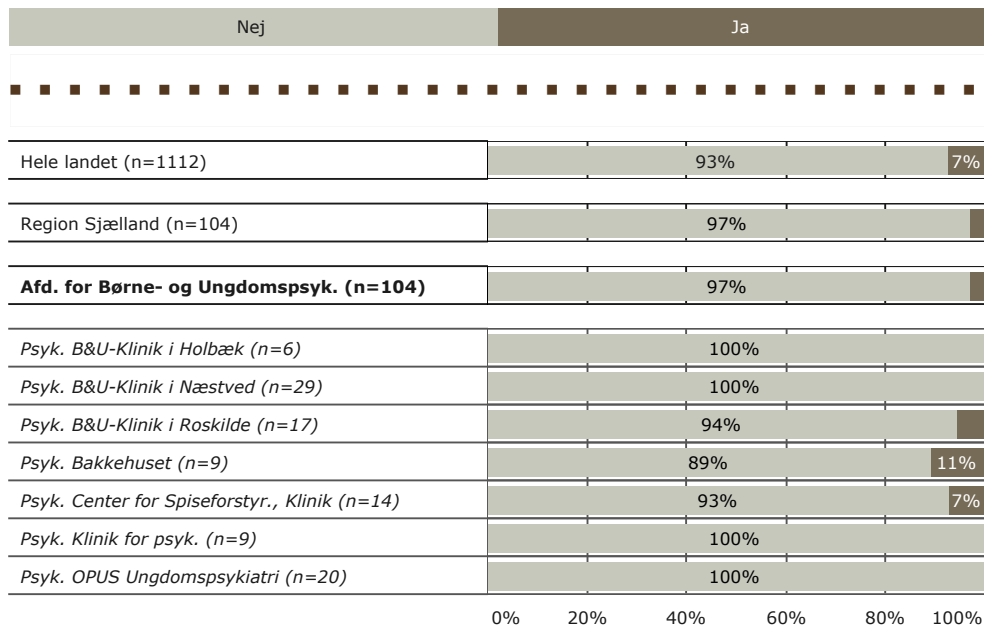 Nej Ja
Hele landet (n=1112) 93% 7%
Region Sjælland (n=104) 97%
Afd. for Børne- og Ungdomspsyk. (n=104) 97%
Psyk. B&U-Klinik i Holbæk (n=6) 100%
Psyk. B&U-Klinik i Næstved (n=29) 100%
Psyk. B&U-Klinik i Roskilde (n=17) 94%
Psyk. Bakkehuset (n=9) 89% 11%
Psyk. Center for Spiseforstyr., Klinik (n=14) 93% 7%
Psyk. Klinik for psyk. (n=9) 100%
Psyk. OPUS Ungdomspsykiatri (n=20) 100%
0% 20% 40% 60% 80% 100%